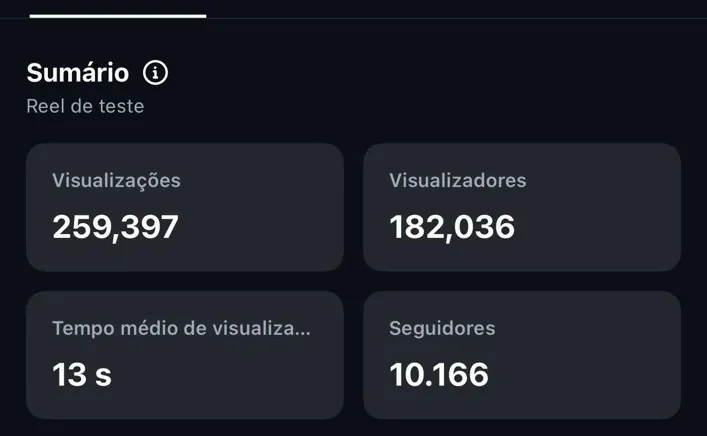 Sumário
Reel de teste
Visualizações
Visualizadores
259,397
182,036
Tempo médio de visualiza...
Seguidores
13 s
10.166